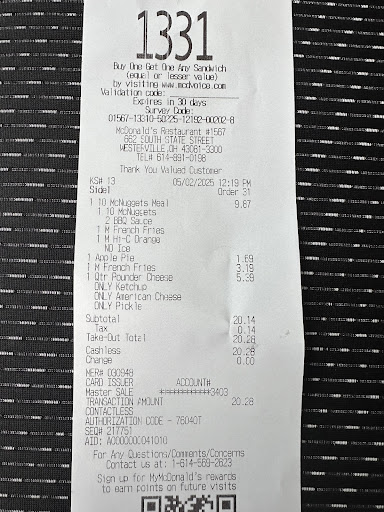 1331
Buy One Get One Any Sandwich
(equal or lesser value)
by visiting www.mcdvoice.com
Validation code:
Expires in 30 days
Survey Code:
01567-13310-50225-12192-00202-8
McDonald's Restaurant #1567
662 SOUTH STATE STREET
WESTERVILLE,OH 43081-3300
TEL# 614-891-0198
Thank You Valued Customer
KS# 13 05/02/2025 12:19 PM
Side1 Order 31
1 10 McNuggets Meal 9.87
1 10 McNuggets
2 BBQ Sauce
1 M French Fries
1 M Hi-C Orange
NO Ice
1 Apple Pie 1.69
1 M French Fries 3.19
1 Qtr Pounder Cheese 5.39
ONLY Ketchup
ONLY American Cheese
ONLY Pickle
Subtotal 20.14
Tax 0.14
Take-Out Total 20.28
Cashless 20.28
Change 0.00
MER# 030948
CARD ISSUER ACCOUNT#
Master SALE ************3403
TRANSACTION AMOUNT 20.28
CONTACTLESS
AUTHORIZATION CODE - 76040T
SEQ# 217751
AID: A0000000041010
For Any Questions/Comments/Concerns
Contact us at: 1-614-569-2623
Sign up for MyMcDonald's rewards
to earn points on future visits